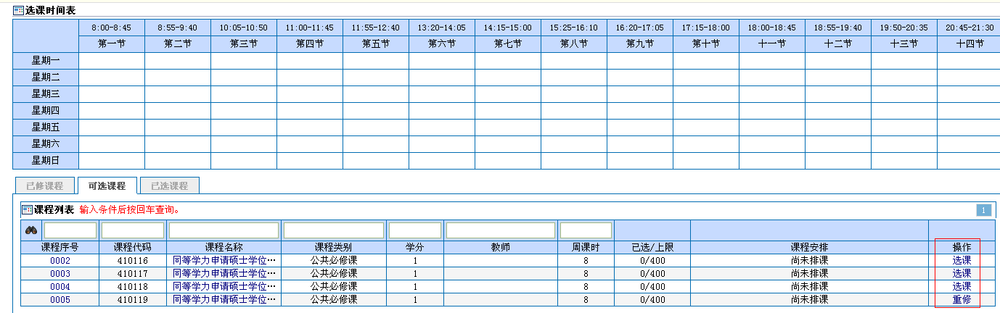 选课时间表
8:00-8:45 8:55-9:40 10:05-10:50 11:00-11:45 11:55-12:40 13:20-14:05 14:15-15:00 15:25-16:10 16:20-17:05 17:15-18:00 18:00-18:45 18:55-19:40 19:50-20:35 20:45-21:30
第一节 第二节 第三节 第四节 第五节 第六节 第七节 第八节 第九节 第十节 十一节 十二节 十三节 十四节
星期一
星期二
星期三
星期四
星期五
星期六
星期日
已修课程 可选课程 已选课程
课程列表 输入条件后按回车查询。 1
课程序号 课程代码 课程名称 课程类别 学分 教师 周课时 已选/上限 课程安排 操作
0002 410116 同等学力申请硕士学位… 公共必修课 1 8 0/400 尚未排课 选课
0003 410117 同等学力申请硕士学位… 公共必修课 1 8 0/400 尚未排课 选课
0004 410118 同等学力申请硕士学位… 公共必修课 1 8 0/400 尚未排课 选课
0005 410119 同等学力申请硕士学位… 公共必修课 1 8 0/400 尚未排课 重修